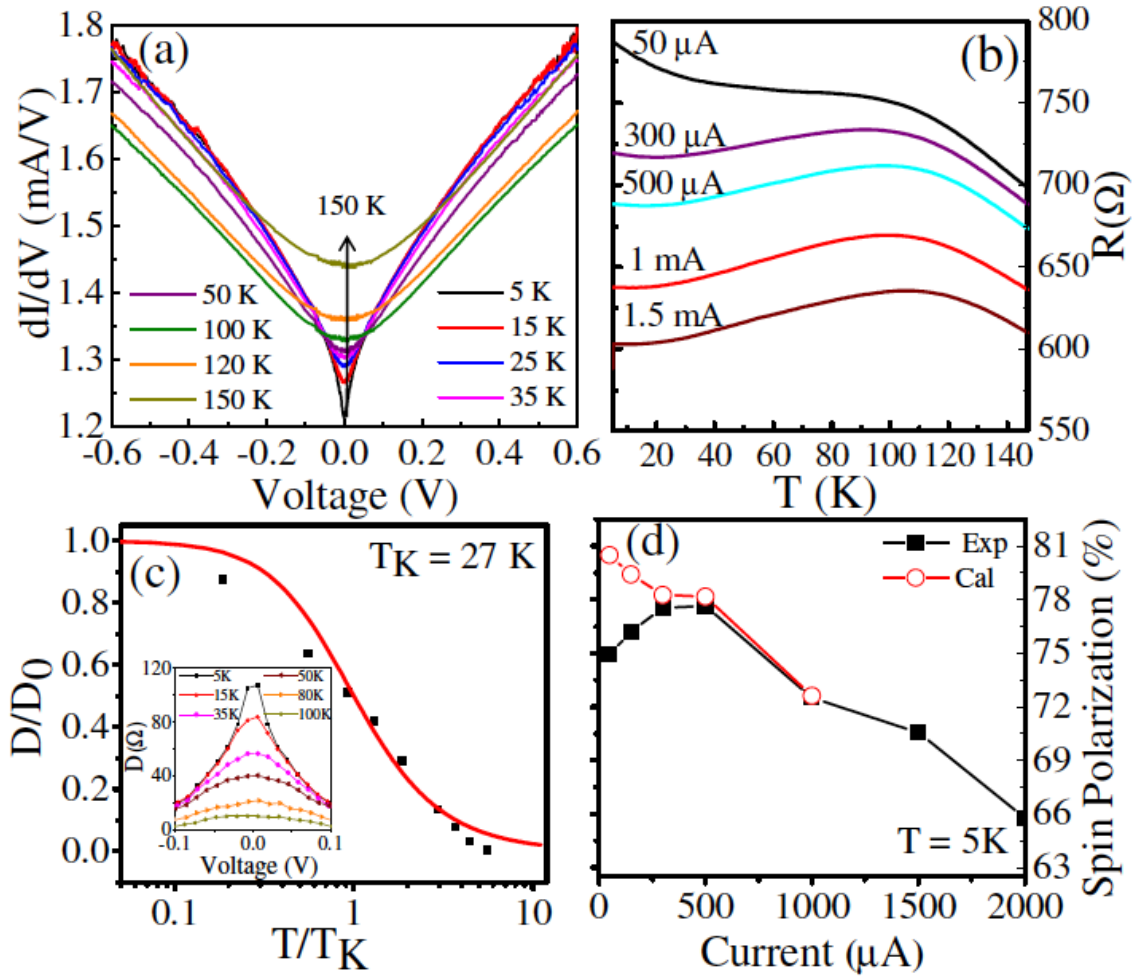 (a)
dI/dV (mA/V)
1.8
1.7
1.6
1.5
1.4
1.3
1.2
150 K
50 K
100 K
120 K
150 K
5 K
15 K
25 K
35 K
-0.6 -0.4 -0.2 0.0 0.2 0.4 0.6
Voltage (V)
(b)
50 μA
300 μA
500 μA
1 mA
1.5 mA
800
750
700
650
600
550
R(Ω)
20 40 60 80 100 120 140
T (K)
(c)
T_K = 27 K
D/D0
1.0
0.8
0.6
0.4
0.2
0.0
0.1 1 10
T/T_K
120
80
40
0
D(Ω)
5K
15K
35K
50K
80K
100K
-0.1 0.0 0.1
Voltage (V)
(d)
Exp
Cal
81
78
75
72
69
66
63
Spin Polarization (%)
T = 5K
0 500 1000 1500 2000
Current (μA)